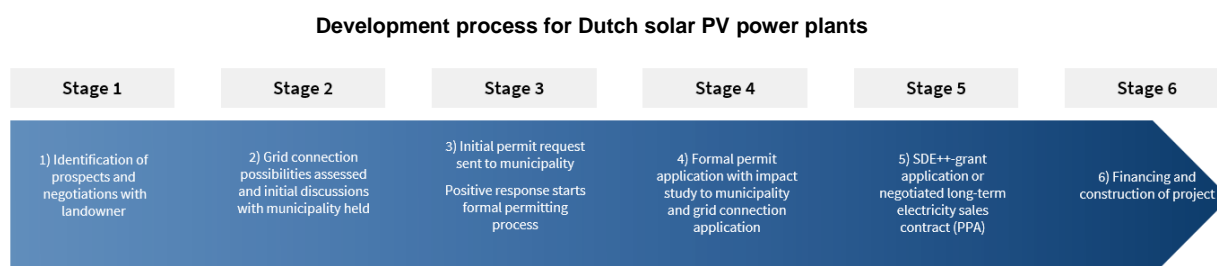 Development process for Dutch solar PV power plants
Stage 1
Stage 2
Stage 3
Stage 4
Stage 5
Stage 6
1) Identification of
prospects and
negotiations with
landowner
2) Grid connection
possibilities assessed
and initial discussions
with municipality held
3) Initial permit request
sent to municipality
Positive response starts
formal permitting
process
4) Formal permit
application with impact
study to municipality
and grid connection
application
5) SDE++-grant
application or
negotiated long-term
electricity sales
contract (PPA)
6) Financing and
construction of project